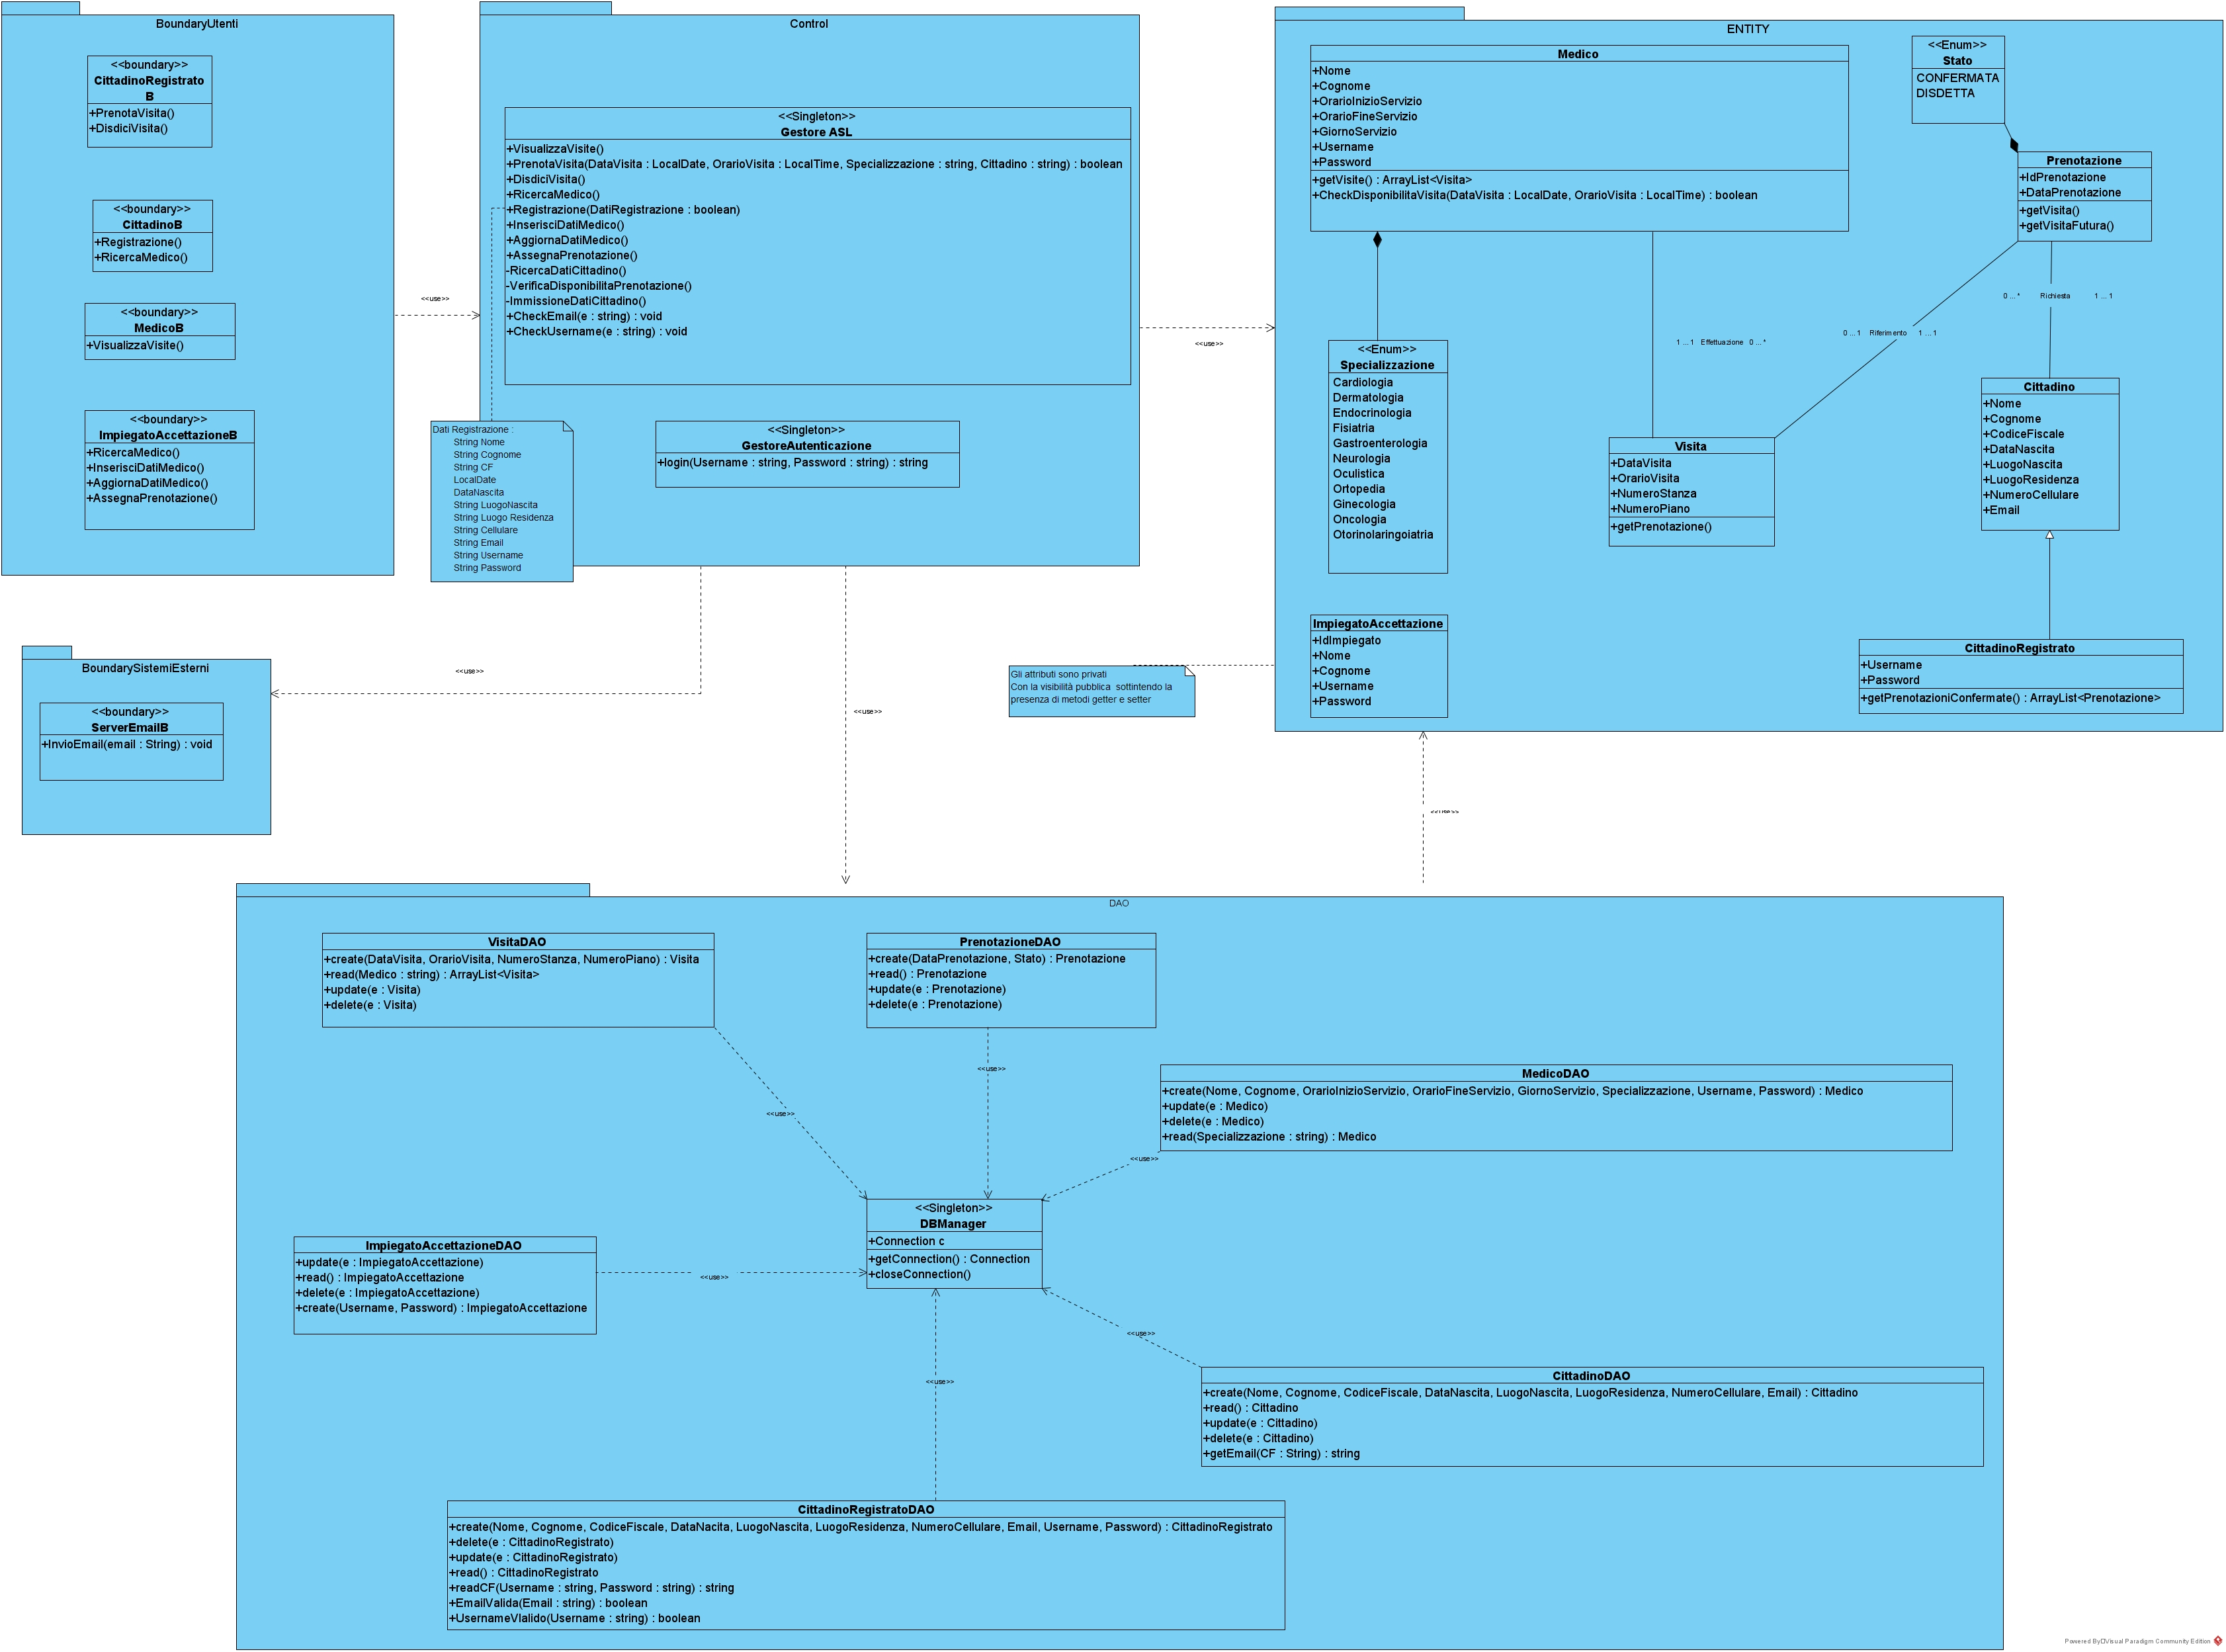 BoundaryUtenti
<<boundary>>
CittadinoRegistrato
B
+PrenotaVisita()
+DisdiciVisita()
<<boundary>>
CittadinoB
+Registrazione()
+RicercaMedico()
<<boundary>>
MedicoB
+VisualizzaVisite()
<<boundary>>
ImpiegatoAccettazioneB
+RicercaMedico()
+InserisciDatiMedico()
+AggiornaDatiMedico()
+AssegnaPrenotazione()
<<use>>
Control
<<Singleton>>
Gestore ASL
+VisualizzaVisite()
+PrenotaVisita(DataVisita : LocalDate, OrarioVisita : LocalTime, Specializzazione : string, Cittadino : string) : boolean
+DisdiciVisita()
+RicercaMedico()
+Registrazione(DatiRegistrazione : boolean)
+InserisciDatiMedico()
+AggiornaDatiMedico()
+AssegnaPrenotazione()
-RicercaDatiCittadino()
-VerificaDisponibilitaPrenotazione()
-ImmissioneDatiCittadino()
+CheckEmail(e : string) : void
+CheckUsername(e : string) : void
<<Singleton>>
GestoreAutenticazione
+login(Username : string, Password : string) : string
Dati Registrazione :
String Nome
String Cognome
String CF
LocalDate
DataNascita
String LuogoNascita
String Luogo Residenza
String Cellulare
String Email
String Username
String Password
<<use>>
ENTITY
Medico
+Nome
+Cognome
+OrarioInizioServizio
+OrarioFineServizio
+GiornoServizio
+Username
+Password
+getVisite() : ArrayList<Visita>
+CheckDisponibilitaVisita(DataVisita : LocalDate, OrarioVisita : LocalTime) : boolean
<<Enum>>
Stato
CONFERMATA
DISDETTA
Prenotazione
+IdPrenotazione
+DataPrenotazione
+getVisita()
+getVisitaFutura()
0 ... * Richiesta 1 ... 1
0 ... 1 Riferimento 1 ... 1
1 ... 1 Effettuazione 0 ... *
<<Enum>>
Specializzazione
Cardiologia
Dermatologia
Endocrinologia
Fisiatria
Gastroenterologia
Neurologia
Oculistica
Ortopedia
Ginecologia
Oncologia
Otorinolaringoiatria
Visita
+DataVisita
+OrarioVisita
+NumeroStanza
+NumeroPiano
+getPrenotazione()
Cittadino
+Nome
+Cognome
+CodiceFiscale
+DataNascita
+LuogoNascita
+LuogoResidenza
+NumeroCellulare
+Email
ImpiegatoAccettazione
+IdImpiegato
+Nome
+Cognome
+Username
+Password
CittadinoRegistrato
+Username
+Password
+getPrenotazioniConfermate() : ArrayList<Prenotazione>
Gli attributi sono privati
Con la visibilità pubblica sottintendo la
presenza di metodi getter e setter
BoundarySistemiEsterni
<<boundary>>
ServerEmailB
+InvioEmail(email : String) : void
<<use>>
<<use>>
<<use>>
DAO
VisitaDAO
+create(DataVisita, OrarioVisita, NumeroStanza, NumeroPiano) : Visita
+read(Medico : string) : ArrayList<Visita>
+update(e : Visita)
+delete(e : Visita)
PrenotazioneDAO
+create(DataPrenotazione, Stato) : Prenotazione
+read() : Prenotazione
+update(e : Prenotazione)
+delete(e : Prenotazione)
<<use>>
<<use>>
MedicoDAO
+create(Nome, Cognome, OrarioInizioServizio, OrarioFineServizio, GiornoServizio, Specializzazione, Username, Password) : Medico
+update(e : Medico)
+delete(e : Medico)
+read(Specializzazione : string) : Medico
<<use>>
<<Singleton>>
DBManager
+Connection c
+getConnection() : Connection
+closeConnection()
ImpiegatoAccettazioneDAO
+update(e : ImpiegatoAccettazione)
+read() : ImpiegatoAccettazione
+delete(e : ImpiegatoAccettazione)
+create(Username, Password) : ImpiegatoAccettazione
<<use>>
<<use>>
<<use>>
CittadinoDAO
+create(Nome, Cognome, CodiceFiscale, DataNascita, LuogoNascita, LuogoResidenza, NumeroCellulare, Email) : Cittadino
+read() : Cittadino
+update(e : Cittadino)
+delete(e : Cittadino)
+getEmail(CF : String) : string
CittadinoRegistratoDAO
+create(Nome, Cognome, CodiceFiscale, DataNacita, LuogoNascita, LuogoResidenza, NumeroCellulare, Email, Username, Password) : CittadinoRegistrato
+delete(e : CittadinoRegistrato)
+update(e : CittadinoRegistrato)
+read() : CittadinoRegistrato
+readCF(Username : string, Password : string) : string
+EmailValida(Email : string) : boolean
+UsernameVlalido(Username : string) : boolean
Powered By Visual Paradigm Community Edition